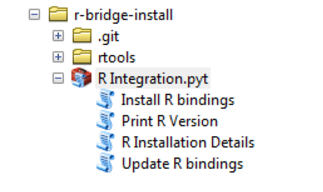 r-bridge-install
.git
rtools
R Integration.pyt
Install R bindings
Print R Version
R Installation Details
Update R bindings